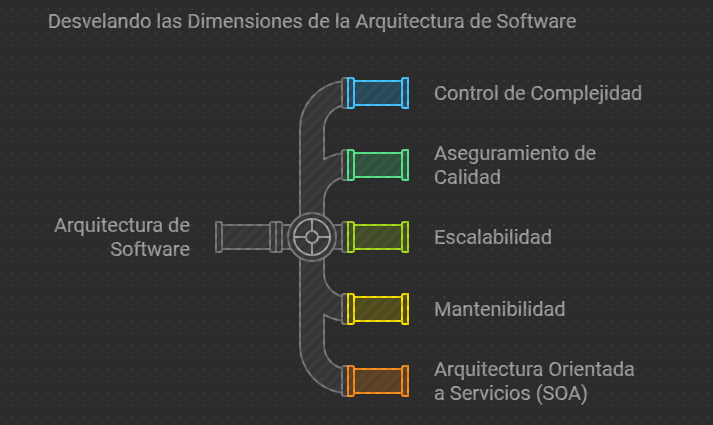 Desvelando las Dimensiones de la Arquitectura de Software
Control de Complejidad
Aseguramiento de
Calidad
Arquitectura de
Software
Escalabilidad
Mantenibilidad
Arquitectura Orientada
a Servicios (SOA)